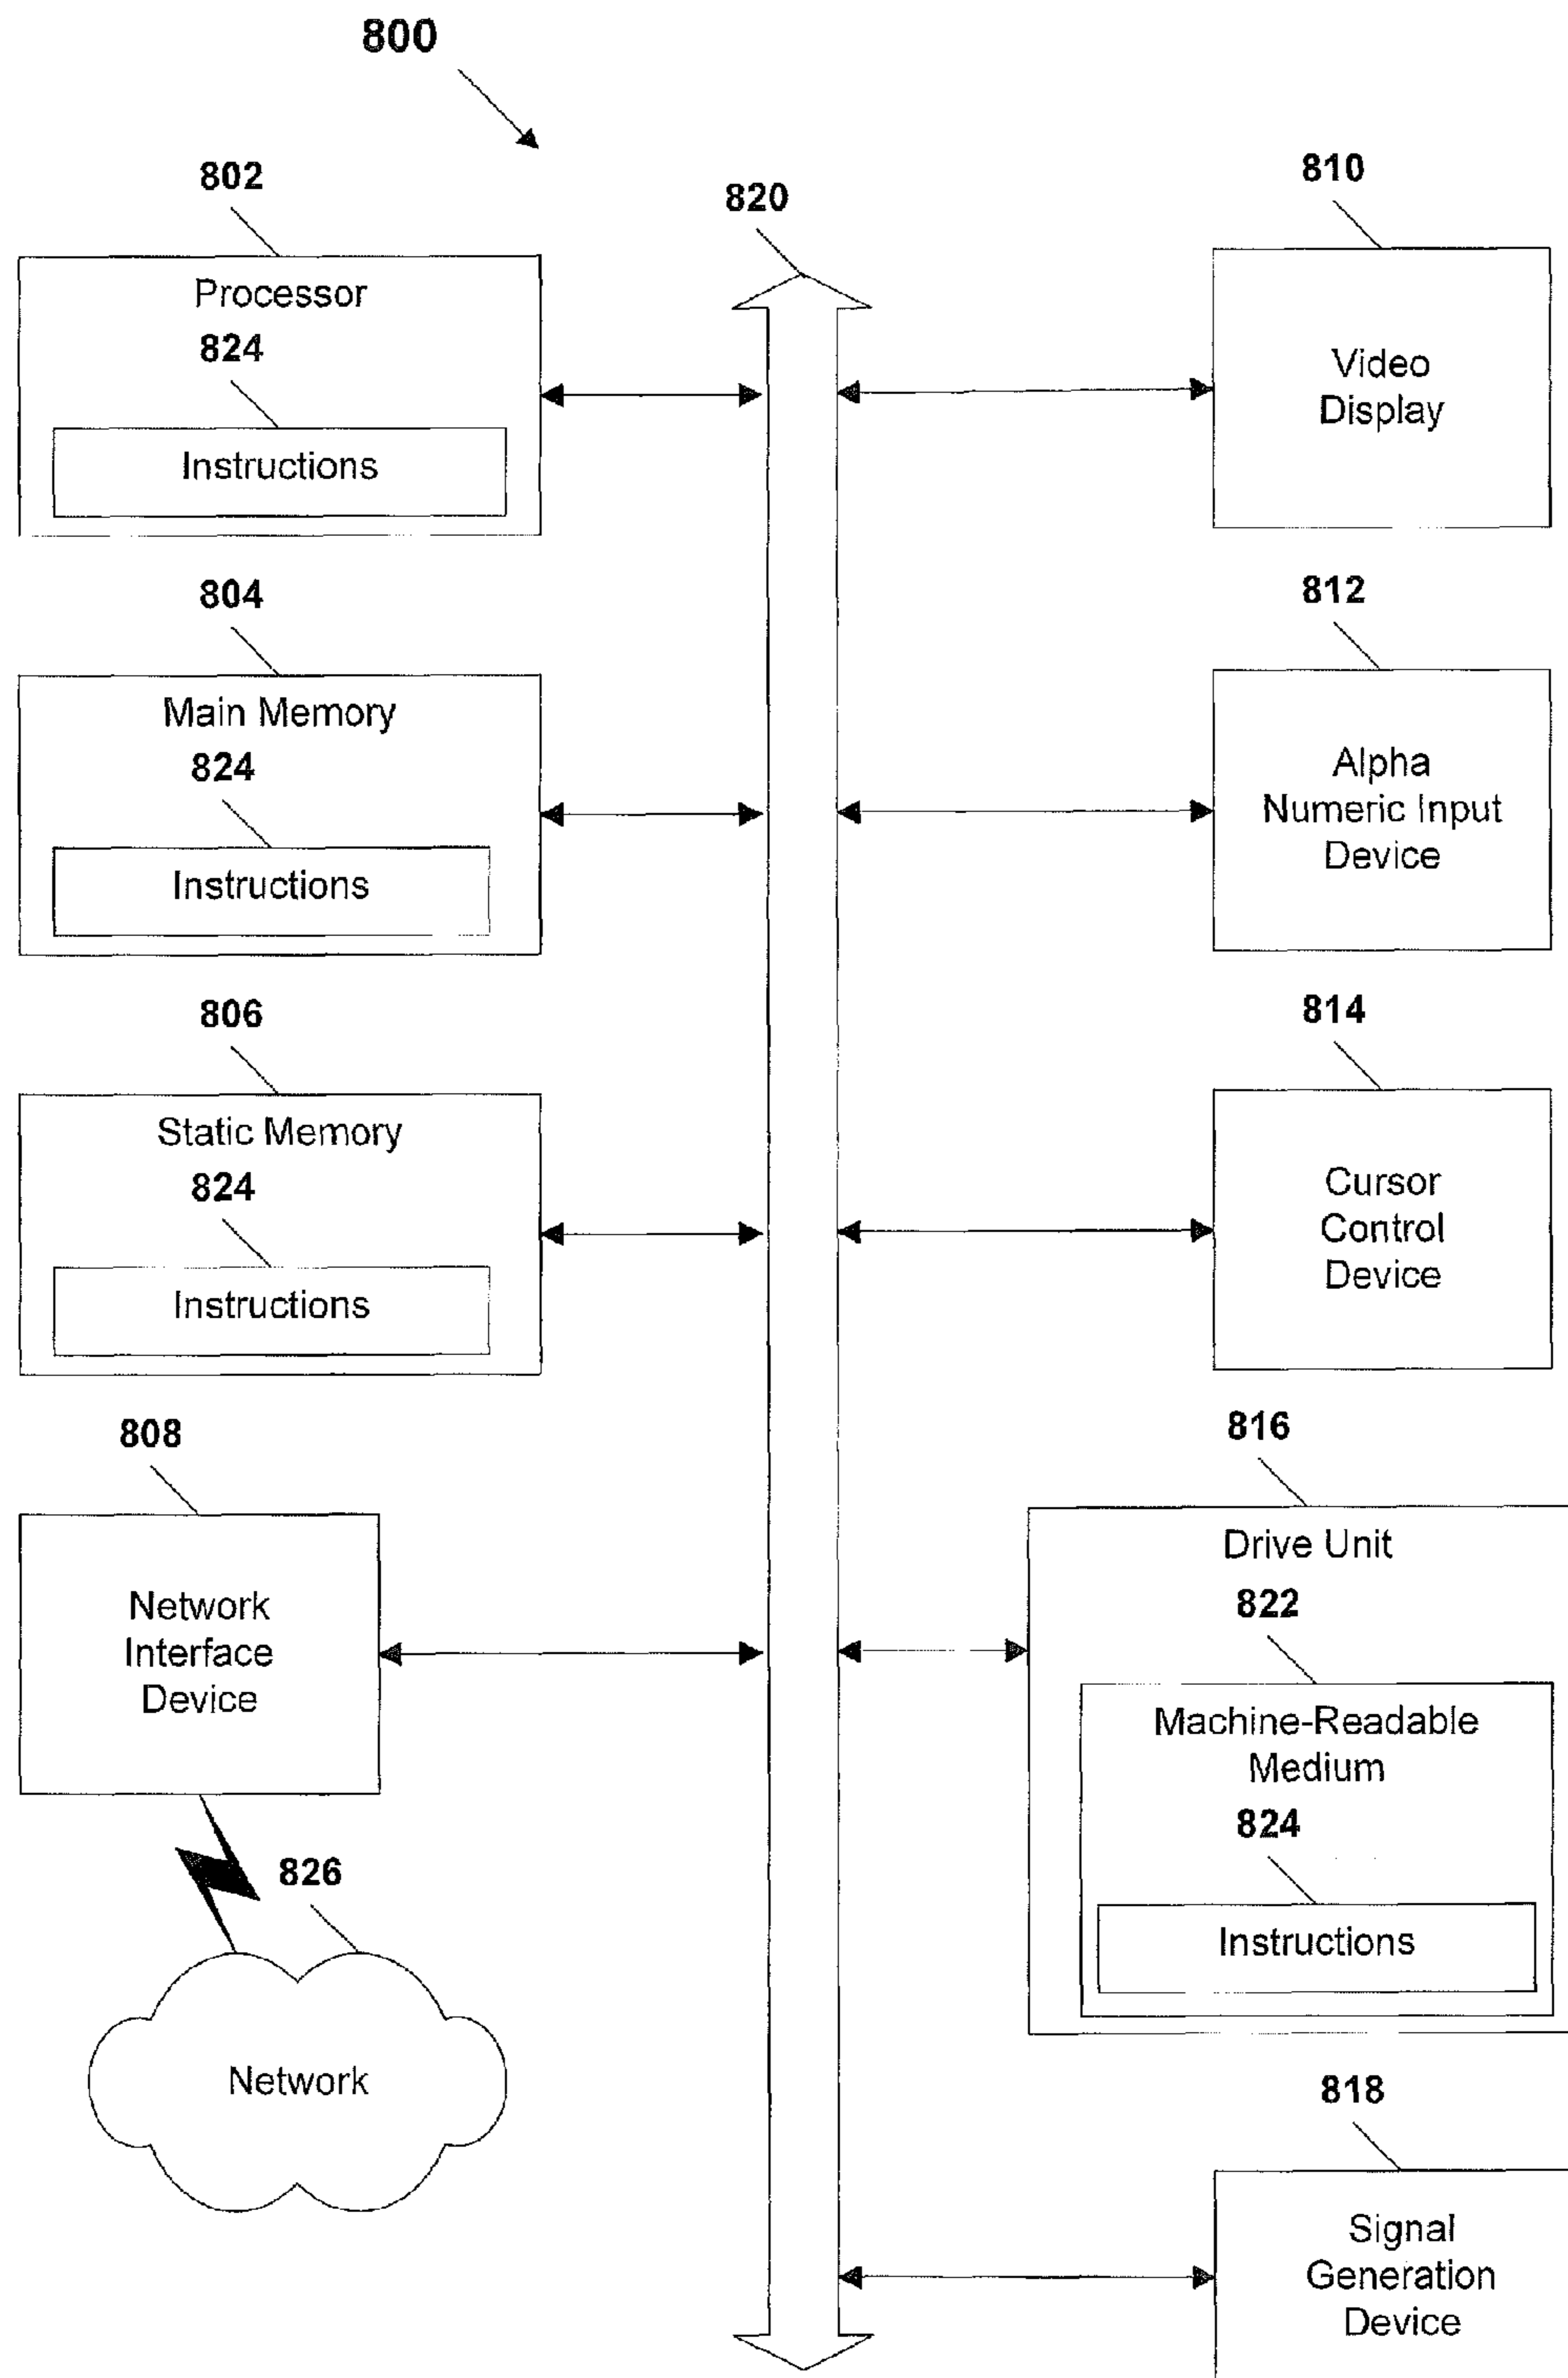 800
802
Processor
824
Instructions
804
Main Memory
824
Instructions
806
Static Memory
824
Instructions
808
Network
Interface
Device
826
Network
820
810
Video
Display
812
Alpha
Numeric Input
Device
814
Cursor
Control
Device
816
Drive Unit
822
Machine-Readable
Medium
824
Instructions
818
Signal
Generation
Device